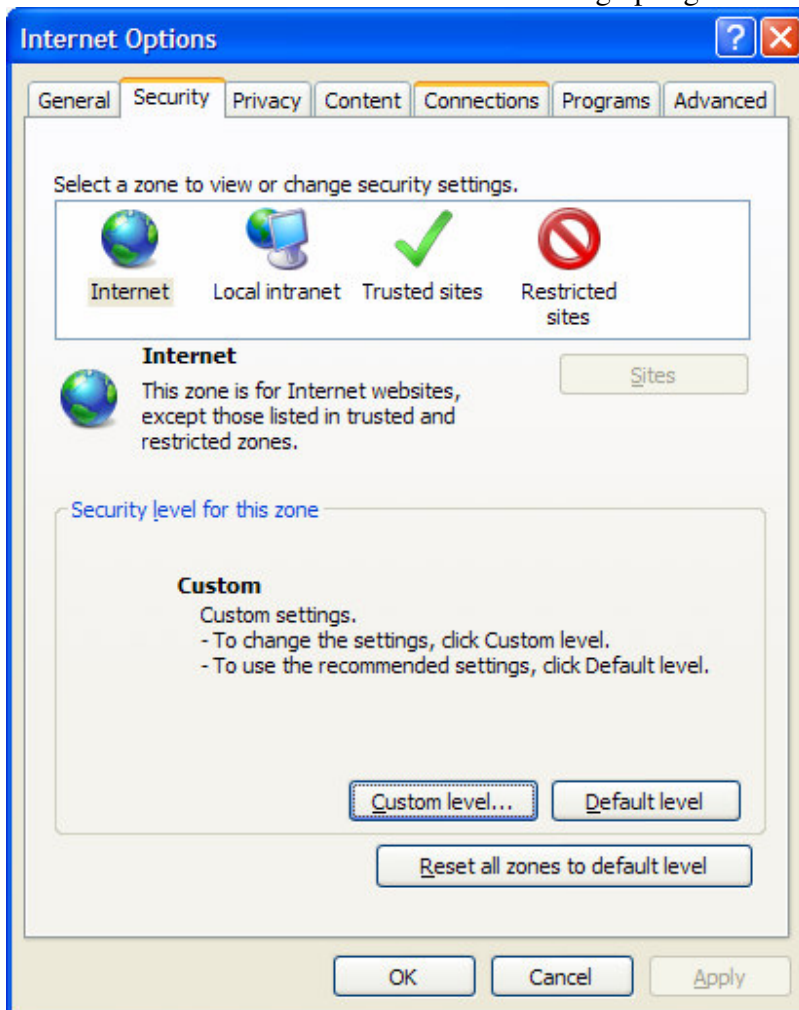 Internet Options
General Security Privacy Content Connections Programs Advanced
Select a zone to view or change security settings.
Internet Local intranet Trusted sites Restricted sites
Internet
This zone is for Internet websites,
except those listed in trusted and
restricted zones.
Sites
Security level for this zone
Custom
Custom settings.
- To change the settings, click Custom level.
- To use the recommended settings, click Default level.
Custom level... Default level
Reset all zones to default level
OK Cancel Apply